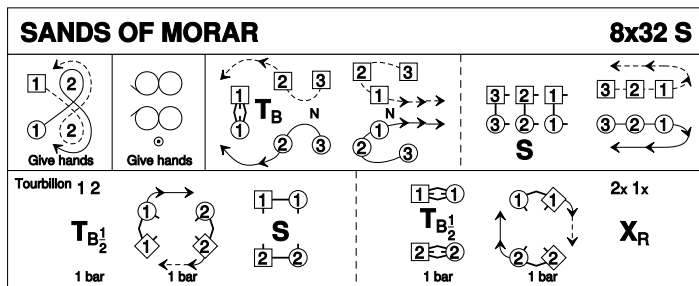 SANDS OF MORAR 8x32 S
1 2 2 1 Give hands
Give hands
1 1 T B 2 3 N 2 3
2 3 1 N 1 2 3
3 2 1 3 2 1 S
3 2 1 3 2 1
Tourbillon 1 2
T B 1/2 1 bar
1 2 1 2 1 bar
1 1 S 2 2
1 1 T B 1/2 2 2 1 bar
1 1 2 2 1 bar
2x 1x
X R